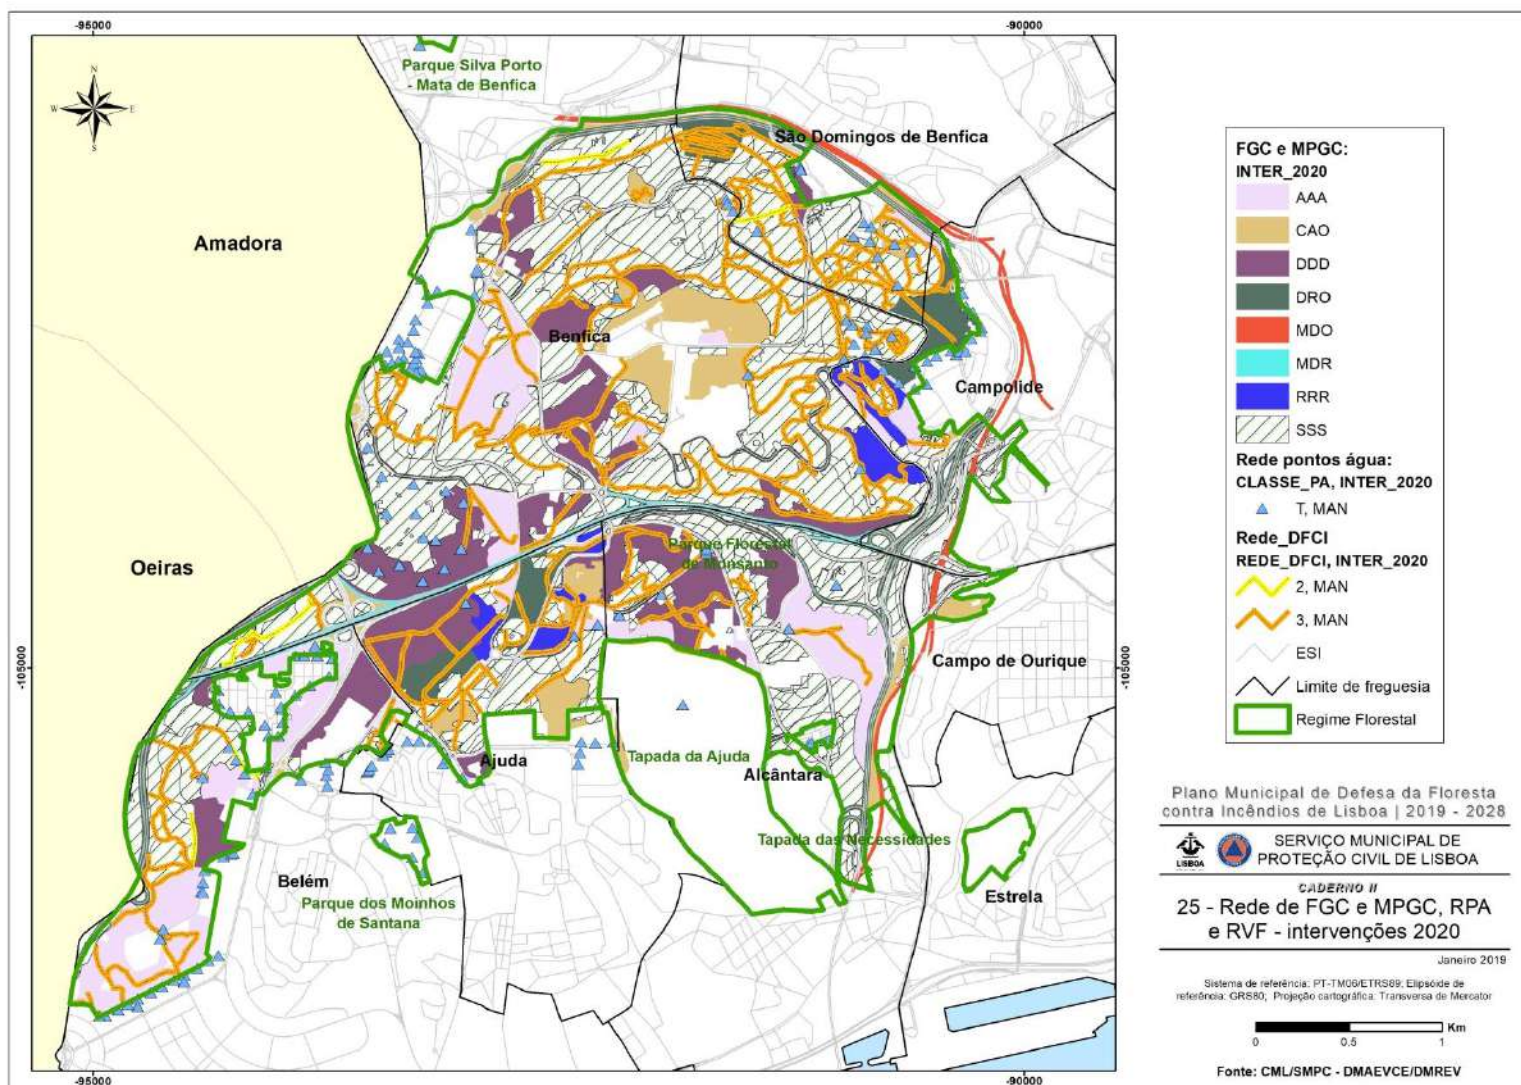 -95000
-90000
N
W
E
S
Parque Silva Porto
- Mata de Benfica
São Domingos de Benfica
Amadora
Benfica
Campolide
Parque Florestal
de Monsanto
Oeiras
Campo de Ourique
-105000
-105000
Ajuda
Tapada da Ajuda
Alcântara
Tapada das Necessidades
Belém
Parque dos Moinhos
de Santana
Estrela
-95000
-90000
FGC e MPGC:
INTER_2020
AAA
CAO
DDD
DRO
MDO
MDR
RRR
SSS
Rede pontos água:
CLASSE_PA, INTER_2020
T, MAN
Rede_DFCI
REDE_DFCI, INTER_2020
2, MAN
3, MAN
ESI
Limite de freguesia
Regime Florestal
Plano Municipal de Defesa da Floresta
contra Incêndios de Lisboa | 2019 - 2028
LISBOA
SERVIÇO MUNICIPAL DE
PROTEÇÃO CIVIL DE LISBOA
CADERNO II
25 - Rede de FGC e MPGC, RPA
e RVF - intervenções 2020
Janeiro 2019
Sistema de referência: PT-TM06/ETRS89; Elipsóide de
referência: GRS80; Projeção cartográfica: Transversa de Mercator
Km
0 0.5 1
Fonte: CML/SMPC - DMAEVCE/DMREV